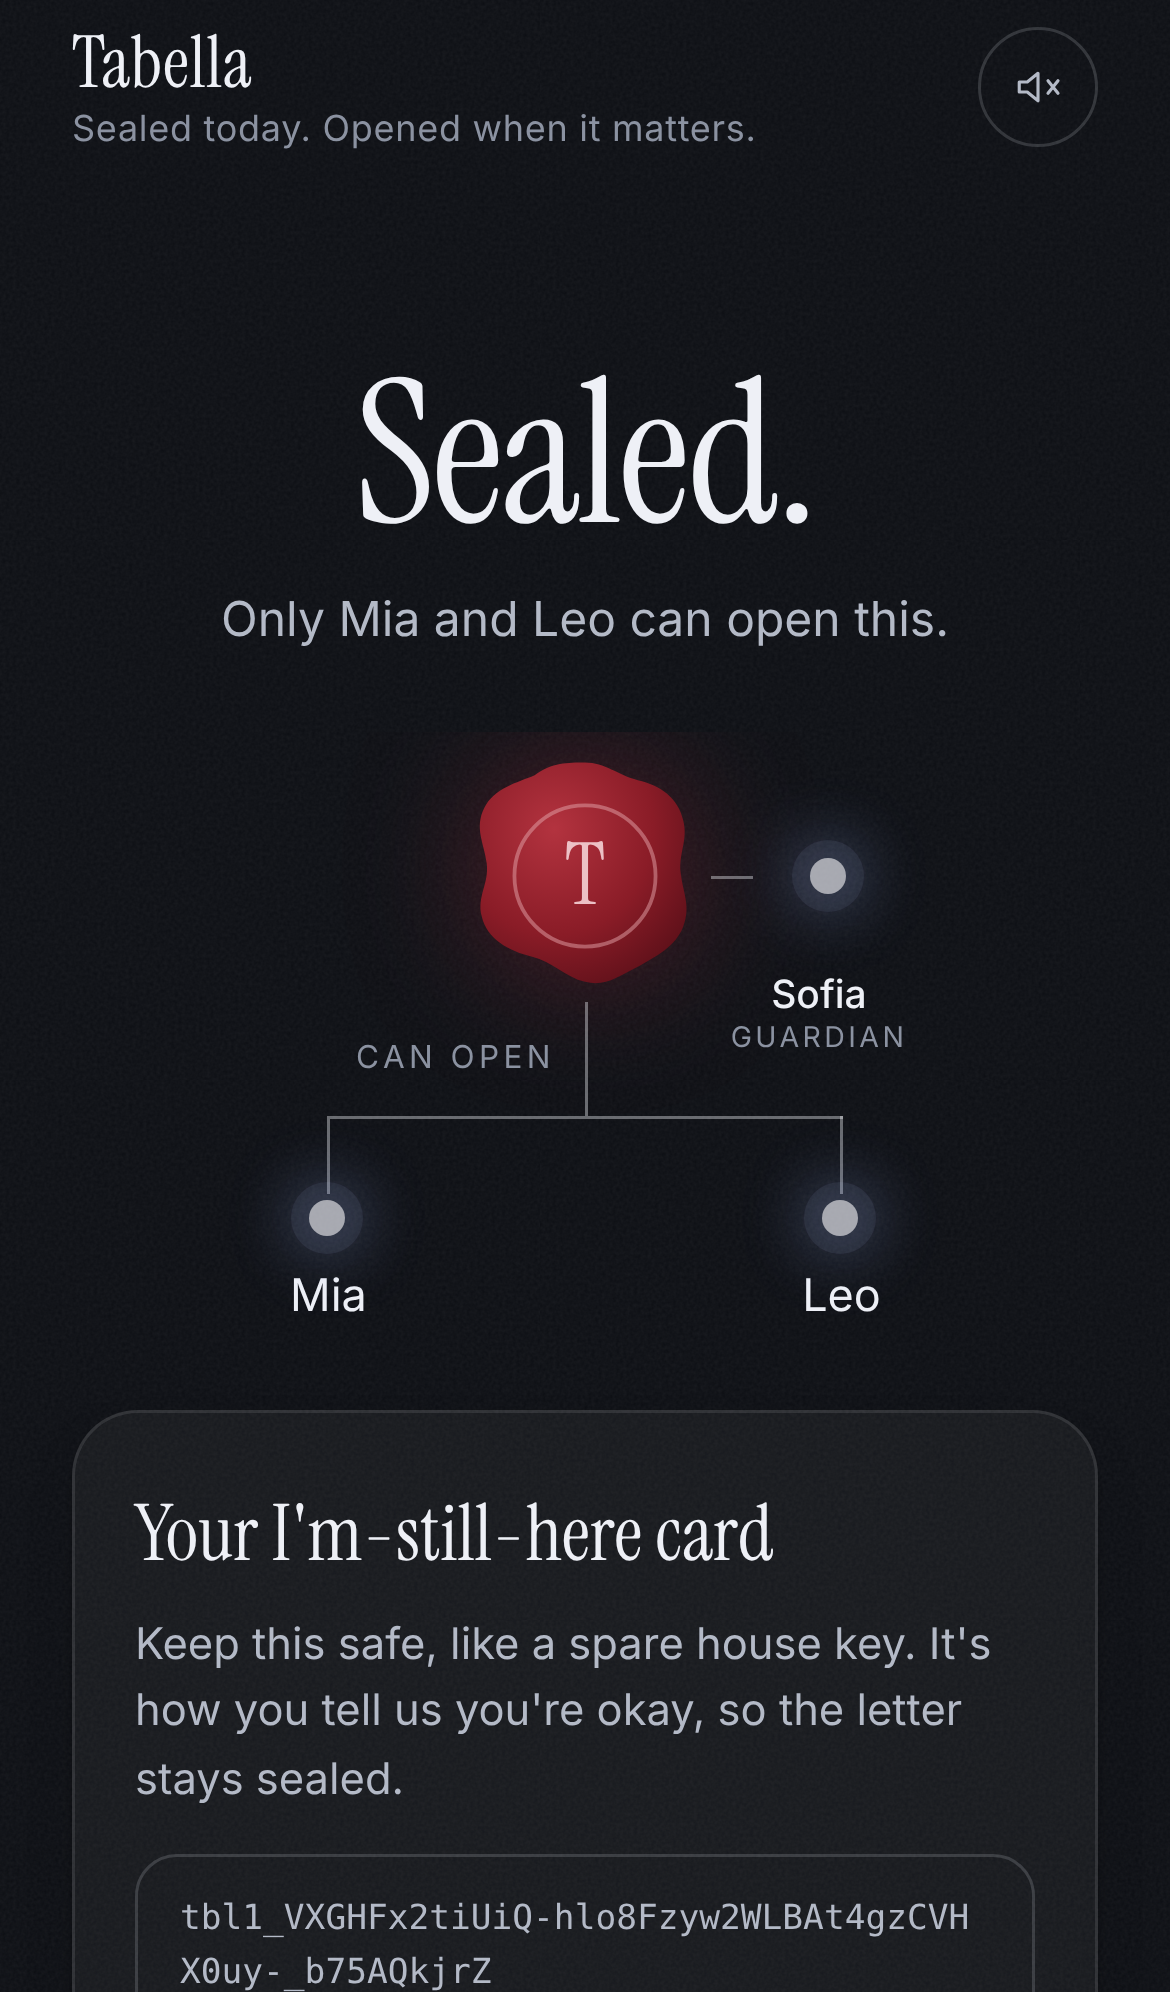 Tabella
Sealed today. Opened when it matters.
Sealed.
Only Mia and Leo can open this.
T
Sofia
GUARDIAN
CAN OPEN
Mia
Leo
Your I'm-still-here card
Keep this safe, like a spare house key. It's
how you tell us you're okay, so the letter
stays sealed.
tbl1_VXGHFx2tiUiQ-hlo8Fzyw2WLBAt4gzCVH
X0uy-_b75AQkjrZ